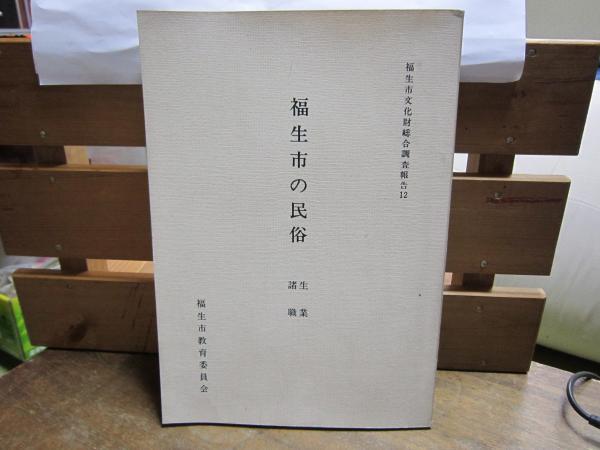 福生市文化財総合調査報告12
福生市の民俗
生業
諸職
福生市教育委員会